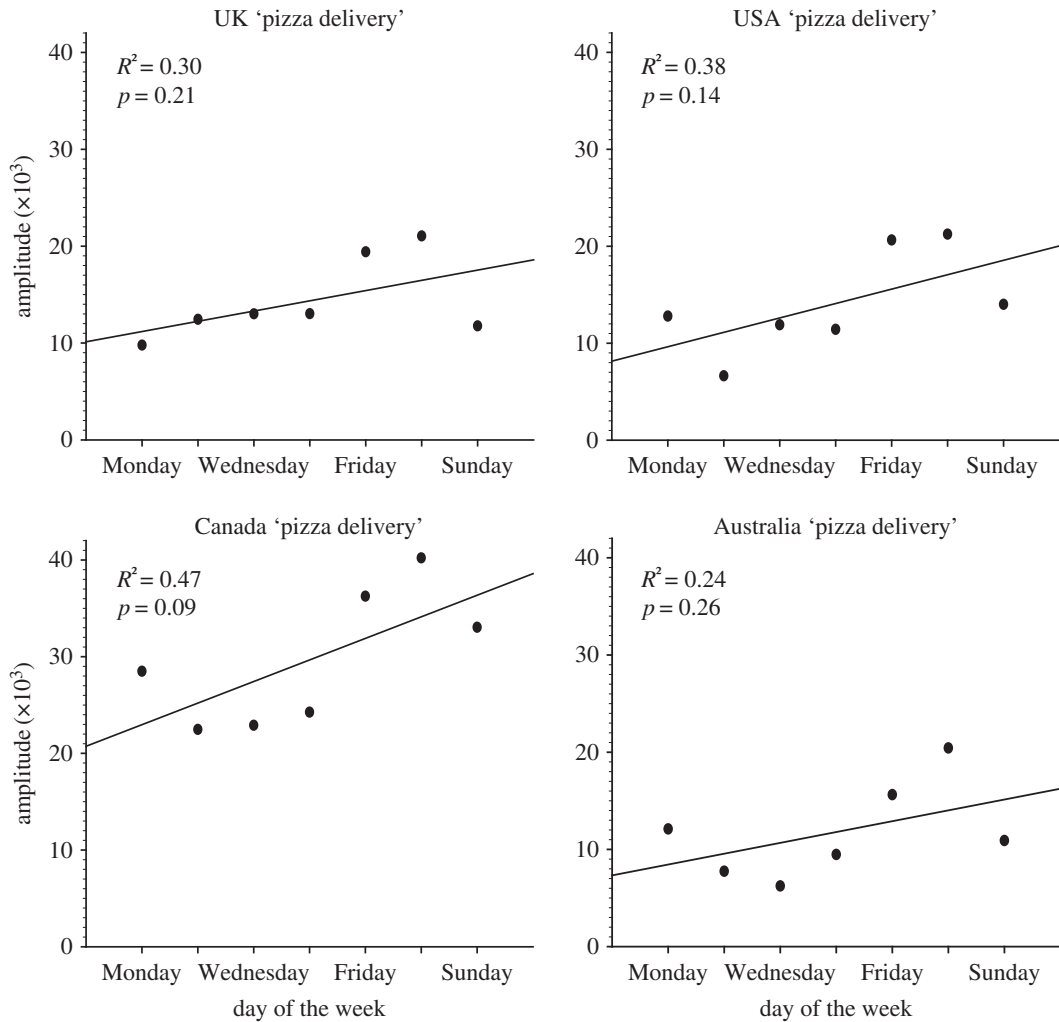 UK ‘pizza delivery’
R² = 0.30
p = 0.21
40
30
20
10
0
amplitude (×10³)
Monday Wednesday Friday Sunday
USA ‘pizza delivery’
R² = 0.38
p = 0.14
40
30
20
10
0
Monday Wednesday Friday Sunday
Canada ‘pizza delivery’
R² = 0.47
p = 0.09
40
30
20
10
0
amplitude (×10³)
Monday Wednesday Friday Sunday
day of the week
Australia ‘pizza delivery’
R² = 0.24
p = 0.26
40
30
20
10
0
Monday Wednesday Friday Sunday
day of the week